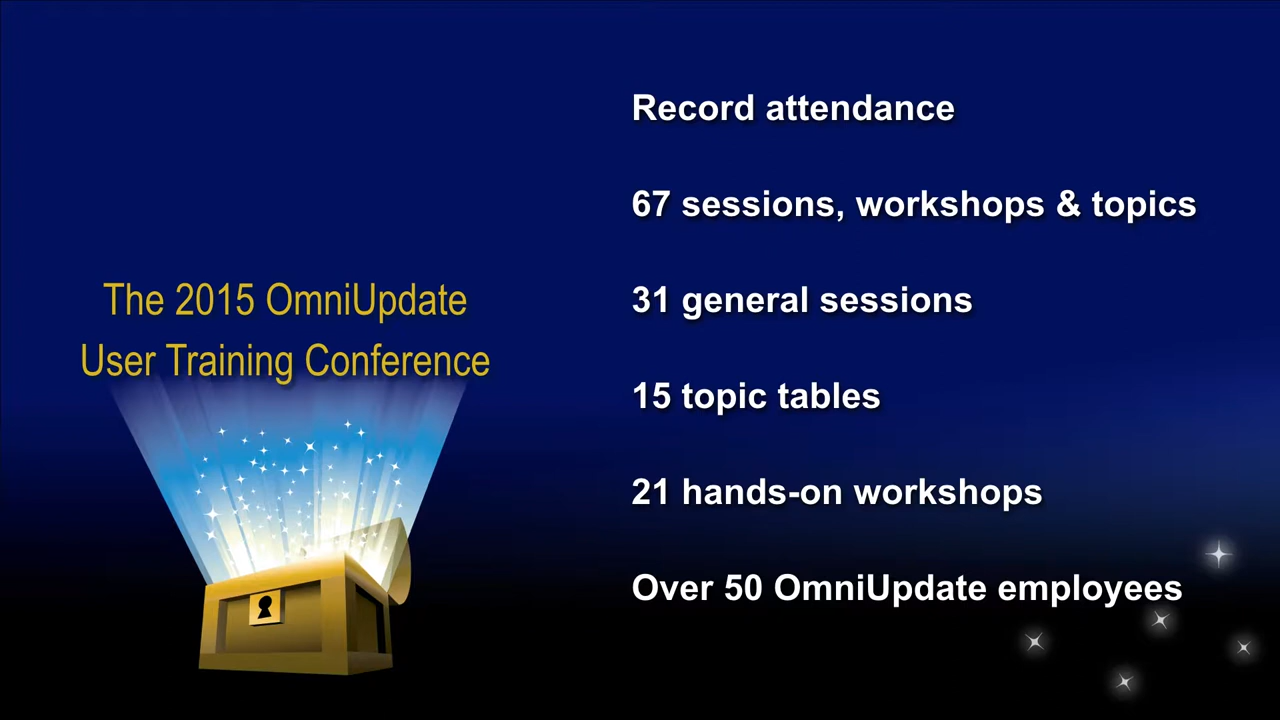 The 2015 OmniUpdate
User Training Conference
Record attendance
67 sessions, workshops & topics
31 general sessions
15 topic tables
21 hands-on workshops
Over 50 OmniUpdate employees